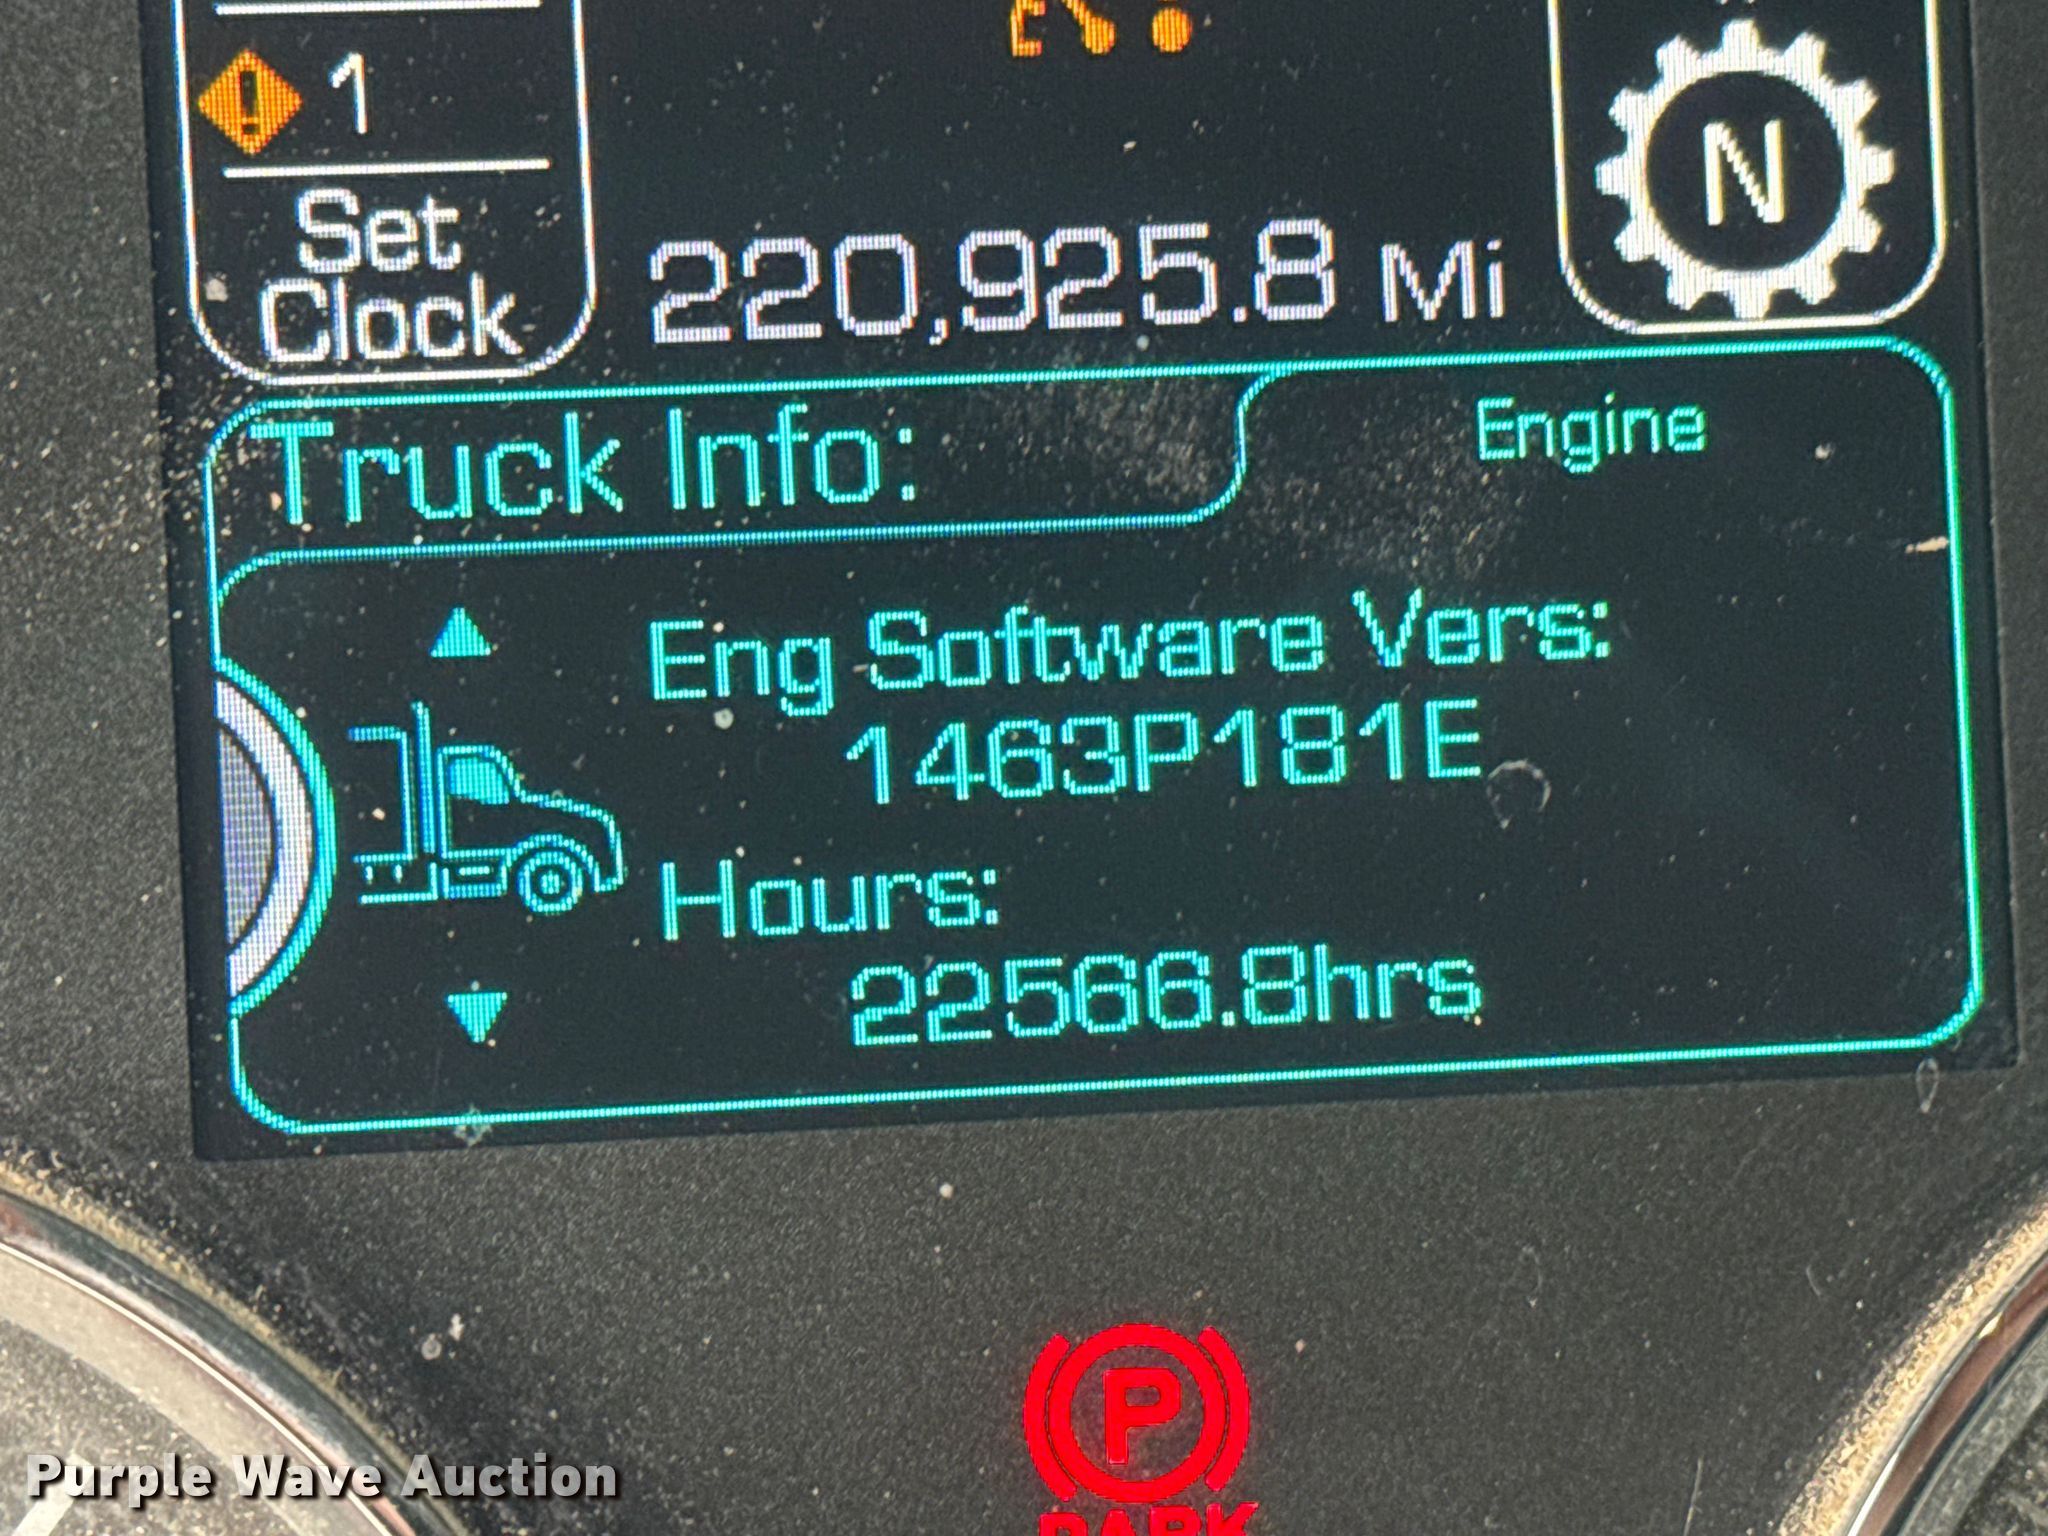 1
Set
Clock
220,925.8 Mi
N
Truck Info:
Engine
Eng Software Vers:
1463P181E
Hours:
22566.8hrs
P
PARK
Purple Wave Auction